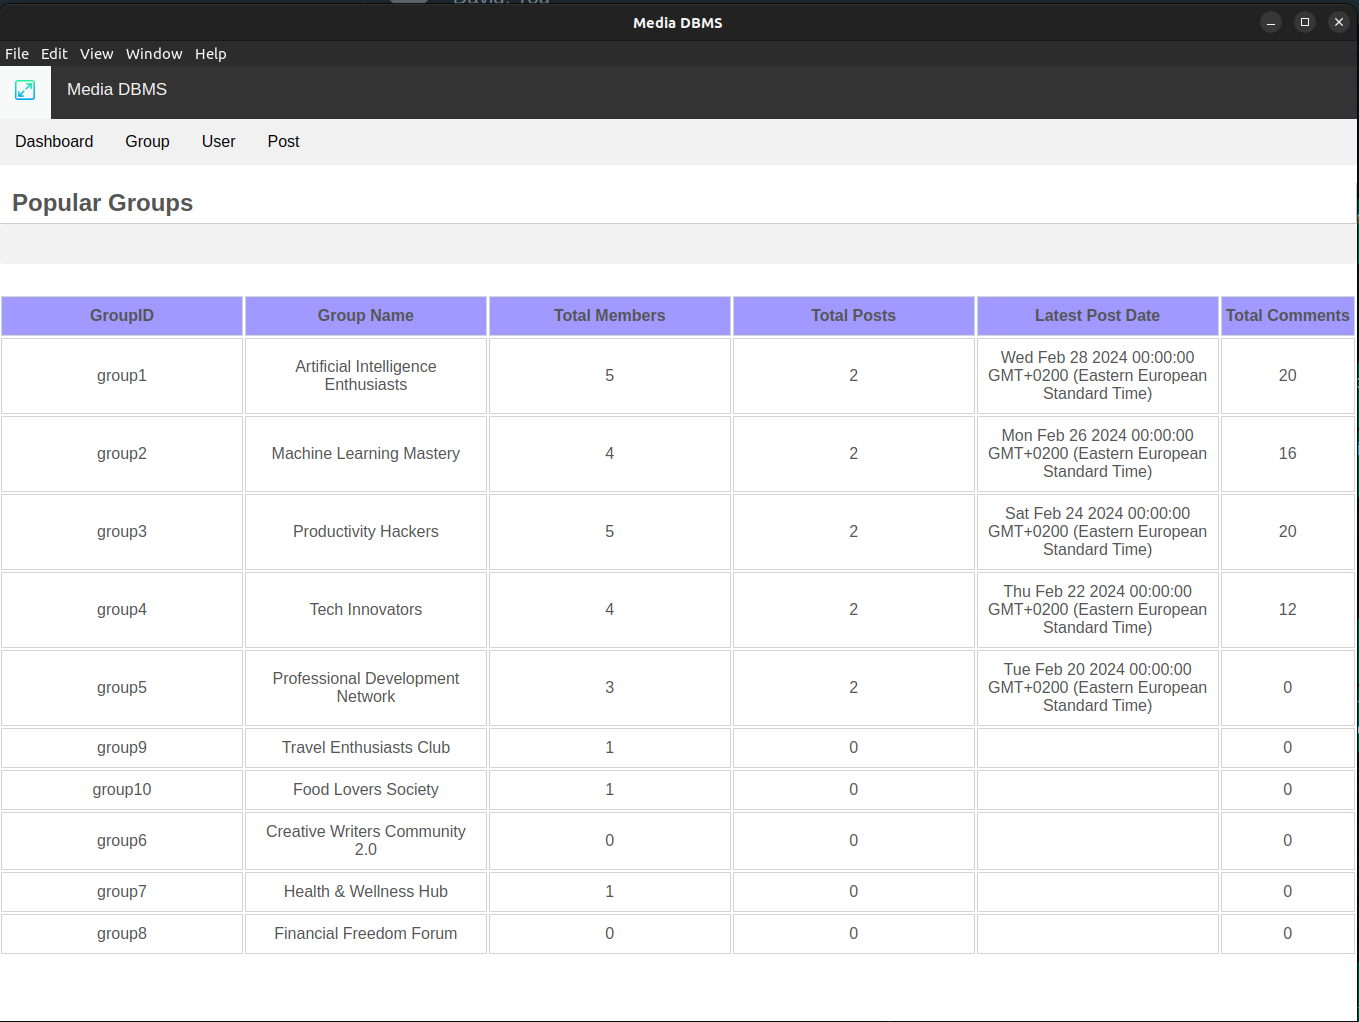 Media DBMS
File Edit View Window Help
Media DBMS
Dashboard Group User Post
Popular Groups
GroupID Group Name Total Members Total Posts Latest Post Date Total Comments
group1 Artificial Intelligence Enthusiasts 5 2 Wed Feb 28 2024 00:00:00 GMT+0200 (Eastern European Standard Time) 20
group2 Machine Learning Mastery 4 2 Mon Feb 26 2024 00:00:00 GMT+0200 (Eastern European Standard Time) 16
group3 Productivity Hackers 5 2 Sat Feb 24 2024 00:00:00 GMT+0200 (Eastern European Standard Time) 20
group4 Tech Innovators 4 2 Thu Feb 22 2024 00:00:00 GMT+0200 (Eastern European Standard Time) 12
group5 Professional Development Network 3 2 Tue Feb 20 2024 00:00:00 GMT+0200 (Eastern European Standard Time) 0
group9 Travel Enthusiasts Club 1 0 0
group10 Food Lovers Society 1 0 0
group6 Creative Writers Community 2.0 0 0 0
group7 Health & Wellness Hub 1 0 0
group8 Financial Freedom Forum 0 0 0